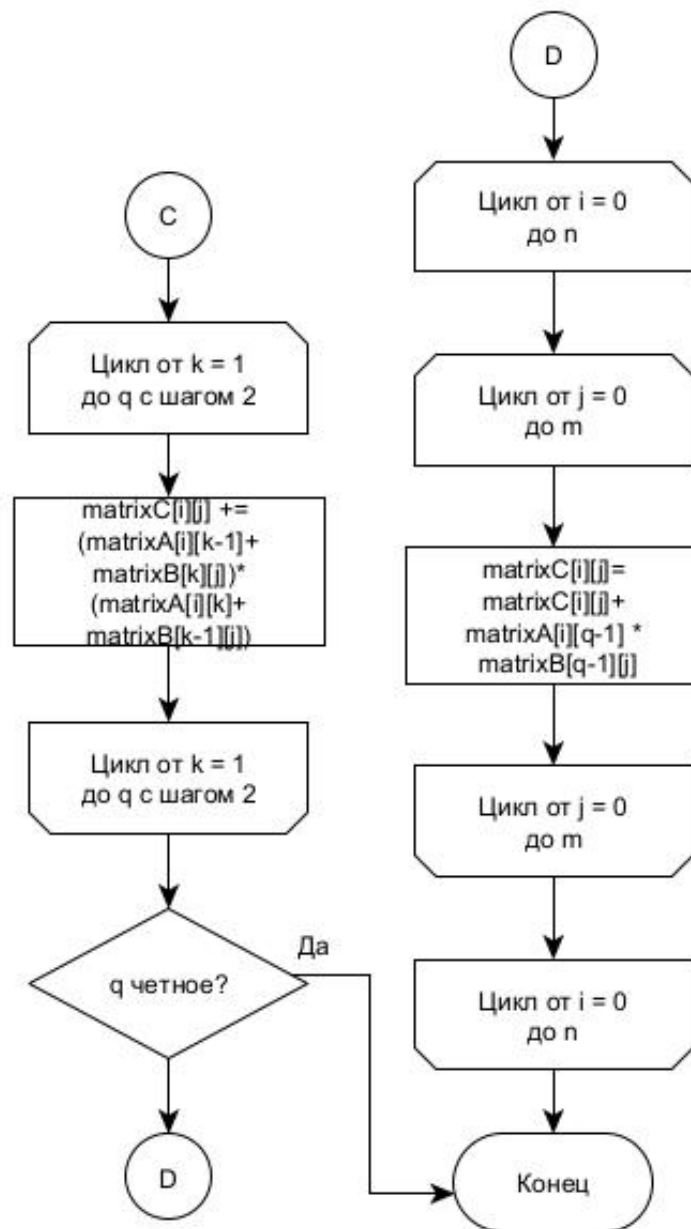 C
Цикл от k = 1
до q с шагом 2
matrixC[i][j] +=
(matrixA[i][k-1]+
matrixB[k][j])*
(matrixA[i][k]+
matrixB[k-1][j])
Цикл от k = 1
до q с шагом 2
q четное?
Да
D
D
Цикл от i = 0
до n
Цикл от j = 0
до m
matrixC[i][j]=
matrixC[i][j]+
matrixA[i][q-1] *
matrixB[q-1][j]
Цикл от j = 0
до m
Цикл от i = 0
до n
Конец